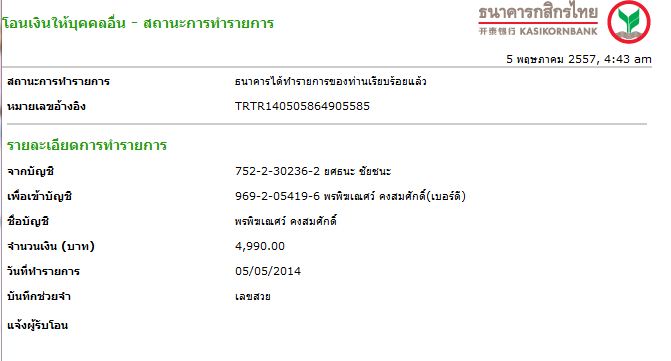 โอนเงินให้บุคคลอื่น - สถานะการทำรายการ
ธนาคารกสิกรไทย
开泰银行 KASIKORNBANK
5 พฤษภาคม 2557, 4:43 am
สถานะการทำรายการ ธนาคารได้ทำรายการของท่านเรียบร้อยแล้ว
หมายเลขอ้างอิง TRTR140505864905585
รายละเอียดการทำรายการ
จากบัญชี 752-2-30236-2 ยศธนะ ชัยชนะ
เพื่อเข้าบัญชี 969-2-05419-6 พรพิฆเณศว์ คงสมศักดิ์(เบอร์ดี)
ชื่อบัญชี พรพิฆเณศว์ คงสมศักดิ์
จำนวนเงิน (บาท) 4,990.00
วันที่ทำรายการ 05/05/2014
บันทึกช่วยจำ เลขสวย
แจ้งผู้รับโอน